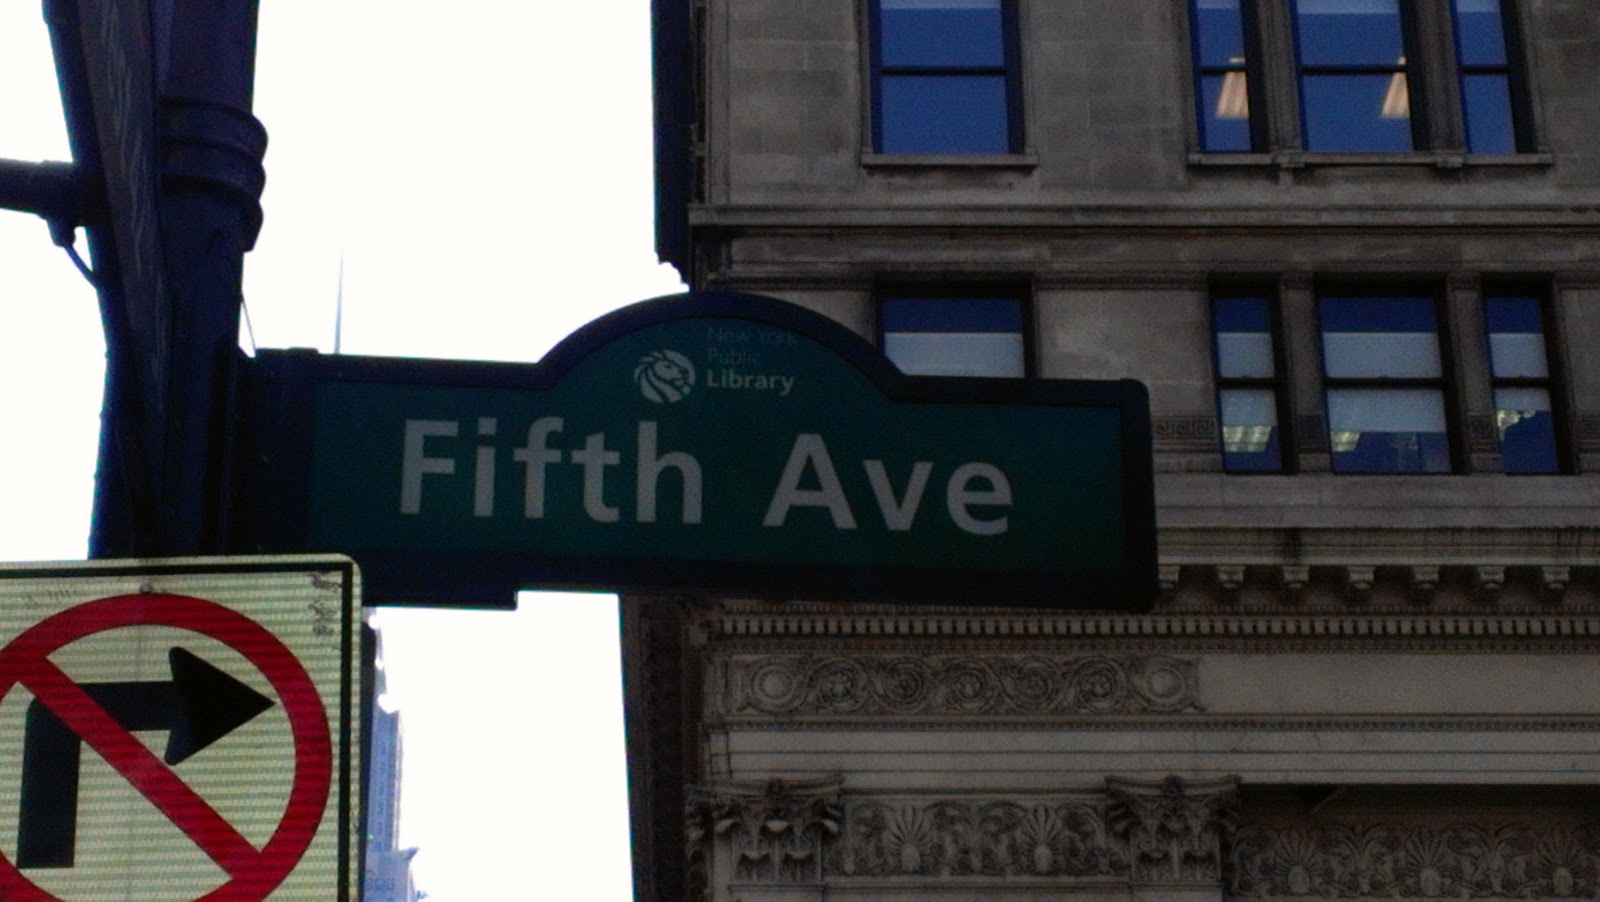 New York
Public
Library
Fifth Ave